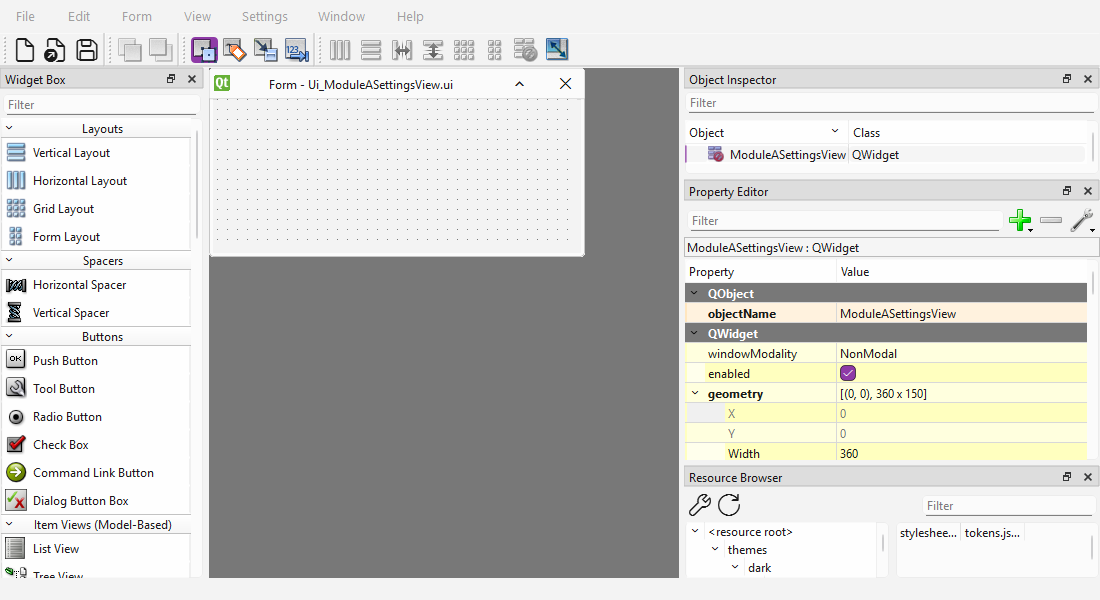 File Edit Form View Settings Window Help
Widget Box
Filter
Layouts
Vertical Layout
Horizontal Layout
Grid Layout
Form Layout
Spacers
Horizontal Spacer
Vertical Spacer
Buttons
OK Push Button
Tool Button
Radio Button
Check Box
Command Link Button
Dialog Button Box
Item Views (Model-Based)
List View
Tree View
Qt Form - Ui_ModuleASettingsView.ui
Object Inspector
Filter
Object Class
ModuleASettingsView QWidget
Property Editor
Filter
ModuleASettingsView : QWidget
Property Value
QObject
objectName ModuleASettingsView
QWidget
windowModality NonModal
enabled
geometry [(0, 0), 360 x 150]
X 0
Y 0
Width 360
Resource Browser
Filter
<resource root>
themes
dark
styleshee... tokens.js...
123